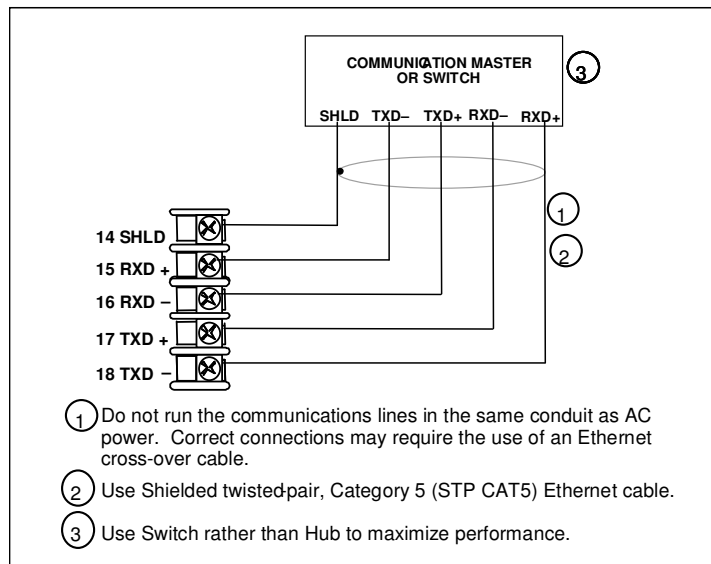 COMMUNICATION MASTER
OR SWITCH
3
SHLD TXD– TXD+ RXD– RXD+
1
2
14 SHLD
15 RXD +
16 RXD –
17 TXD +
18 TXD -
1 Do not run the communications lines in the same conduit as AC
power. Correct connections may require the use of an Ethernet
cross-over cable.
2 Use Shielded twisted-pair, Category 5 (STP CAT5) Ethernet cable.
3 Use Switch rather than Hub to maximize performance.